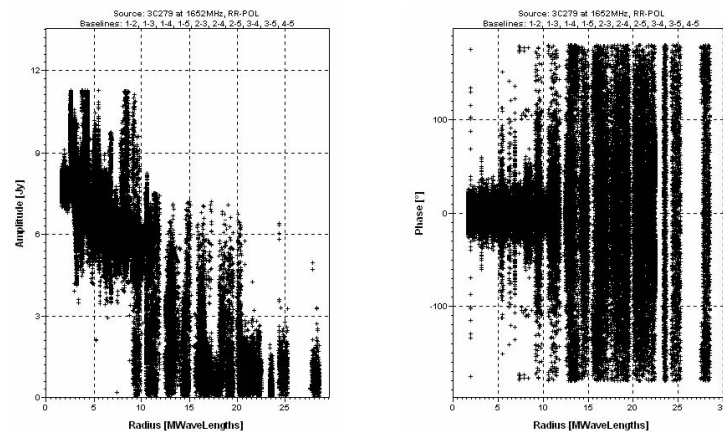 Source: 3C279 at 1652MHz, RR-POL
Baselines: 1-2, 1-3, 1-4, 1-5, 2-3, 2-4, 2-5, 3-4, 3-5, 4-5
12
9
6
3
0
Amplitude [Jy]
0
5
10
15
20
25
Radius [MWaveLengths]
Source: 3C279 at 1652MHz, RR-POL
Baselines: 1-2, 1-3, 1-4, 1-5, 2-3, 2-4, 2-5, 3-4, 3-5, 4-5
100
0
-100
Phase [°]
0
5
10
15
20
25
30
Radius [MWaveLengths]